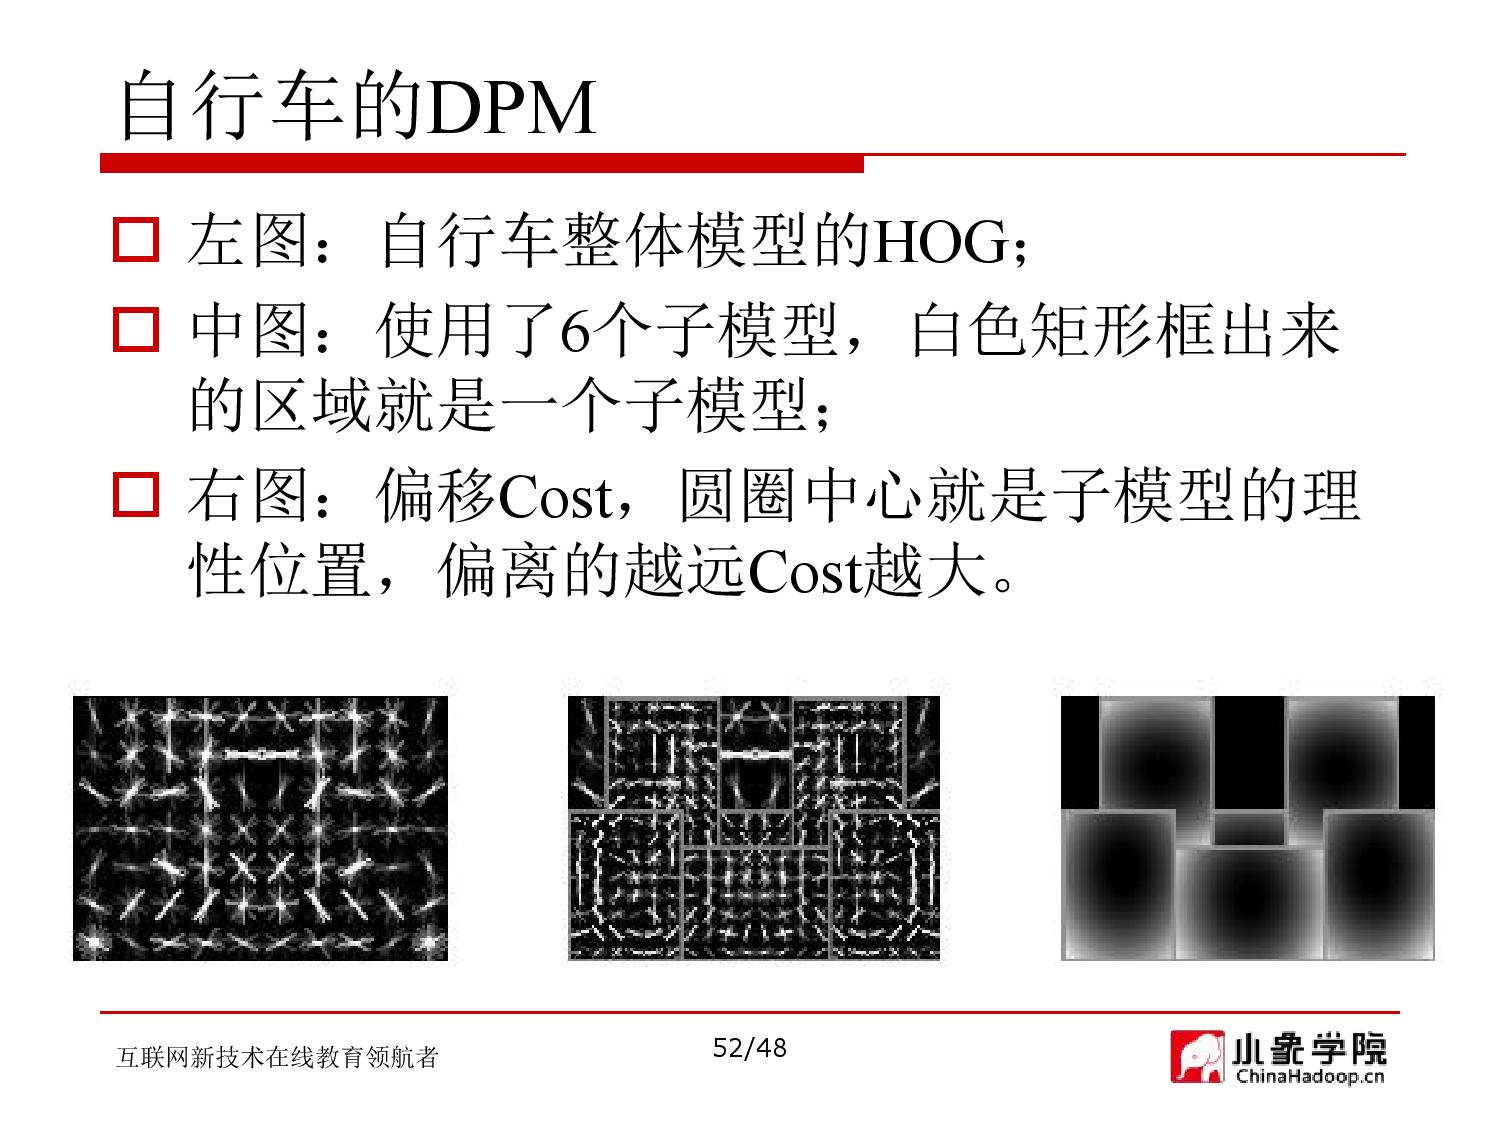 自行车的DPM
左图：自行车整体模型的HOG；
中图：使用了6个子模型，白色矩形框出来
的区域就是一个子模型；
右图：偏移Cost，圆圈中心就是子模型的理
性位置，偏离的越远Cost越大。
互联网新技术在线教育领航者
52/48
小象学院
ChinaHadoop.cn